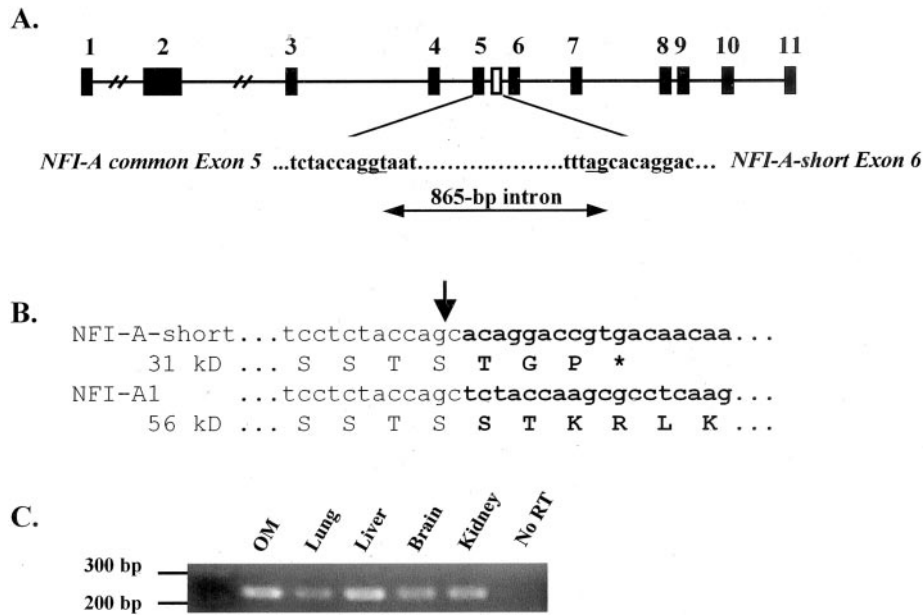 A.
1 2 3 4 5 6 7 8 9 10 11
NFI-A common Exon 5 ...tctaccaggtaat......................tttagcacaggac... NFI-A-short Exon 6
865-bp intron
B.
NFI-A-short ...tcctctaccagcacaggaccgtgacaacaa...
31 kD ... S S T S T G P *
NFI-A1 ...tcctctaccagctctaccaagcgcctcaag...
56 kD ... S S T S S T K R L K ...
C.
OM Lung Liver Brain Kidney No RT
300 bp
200 bp